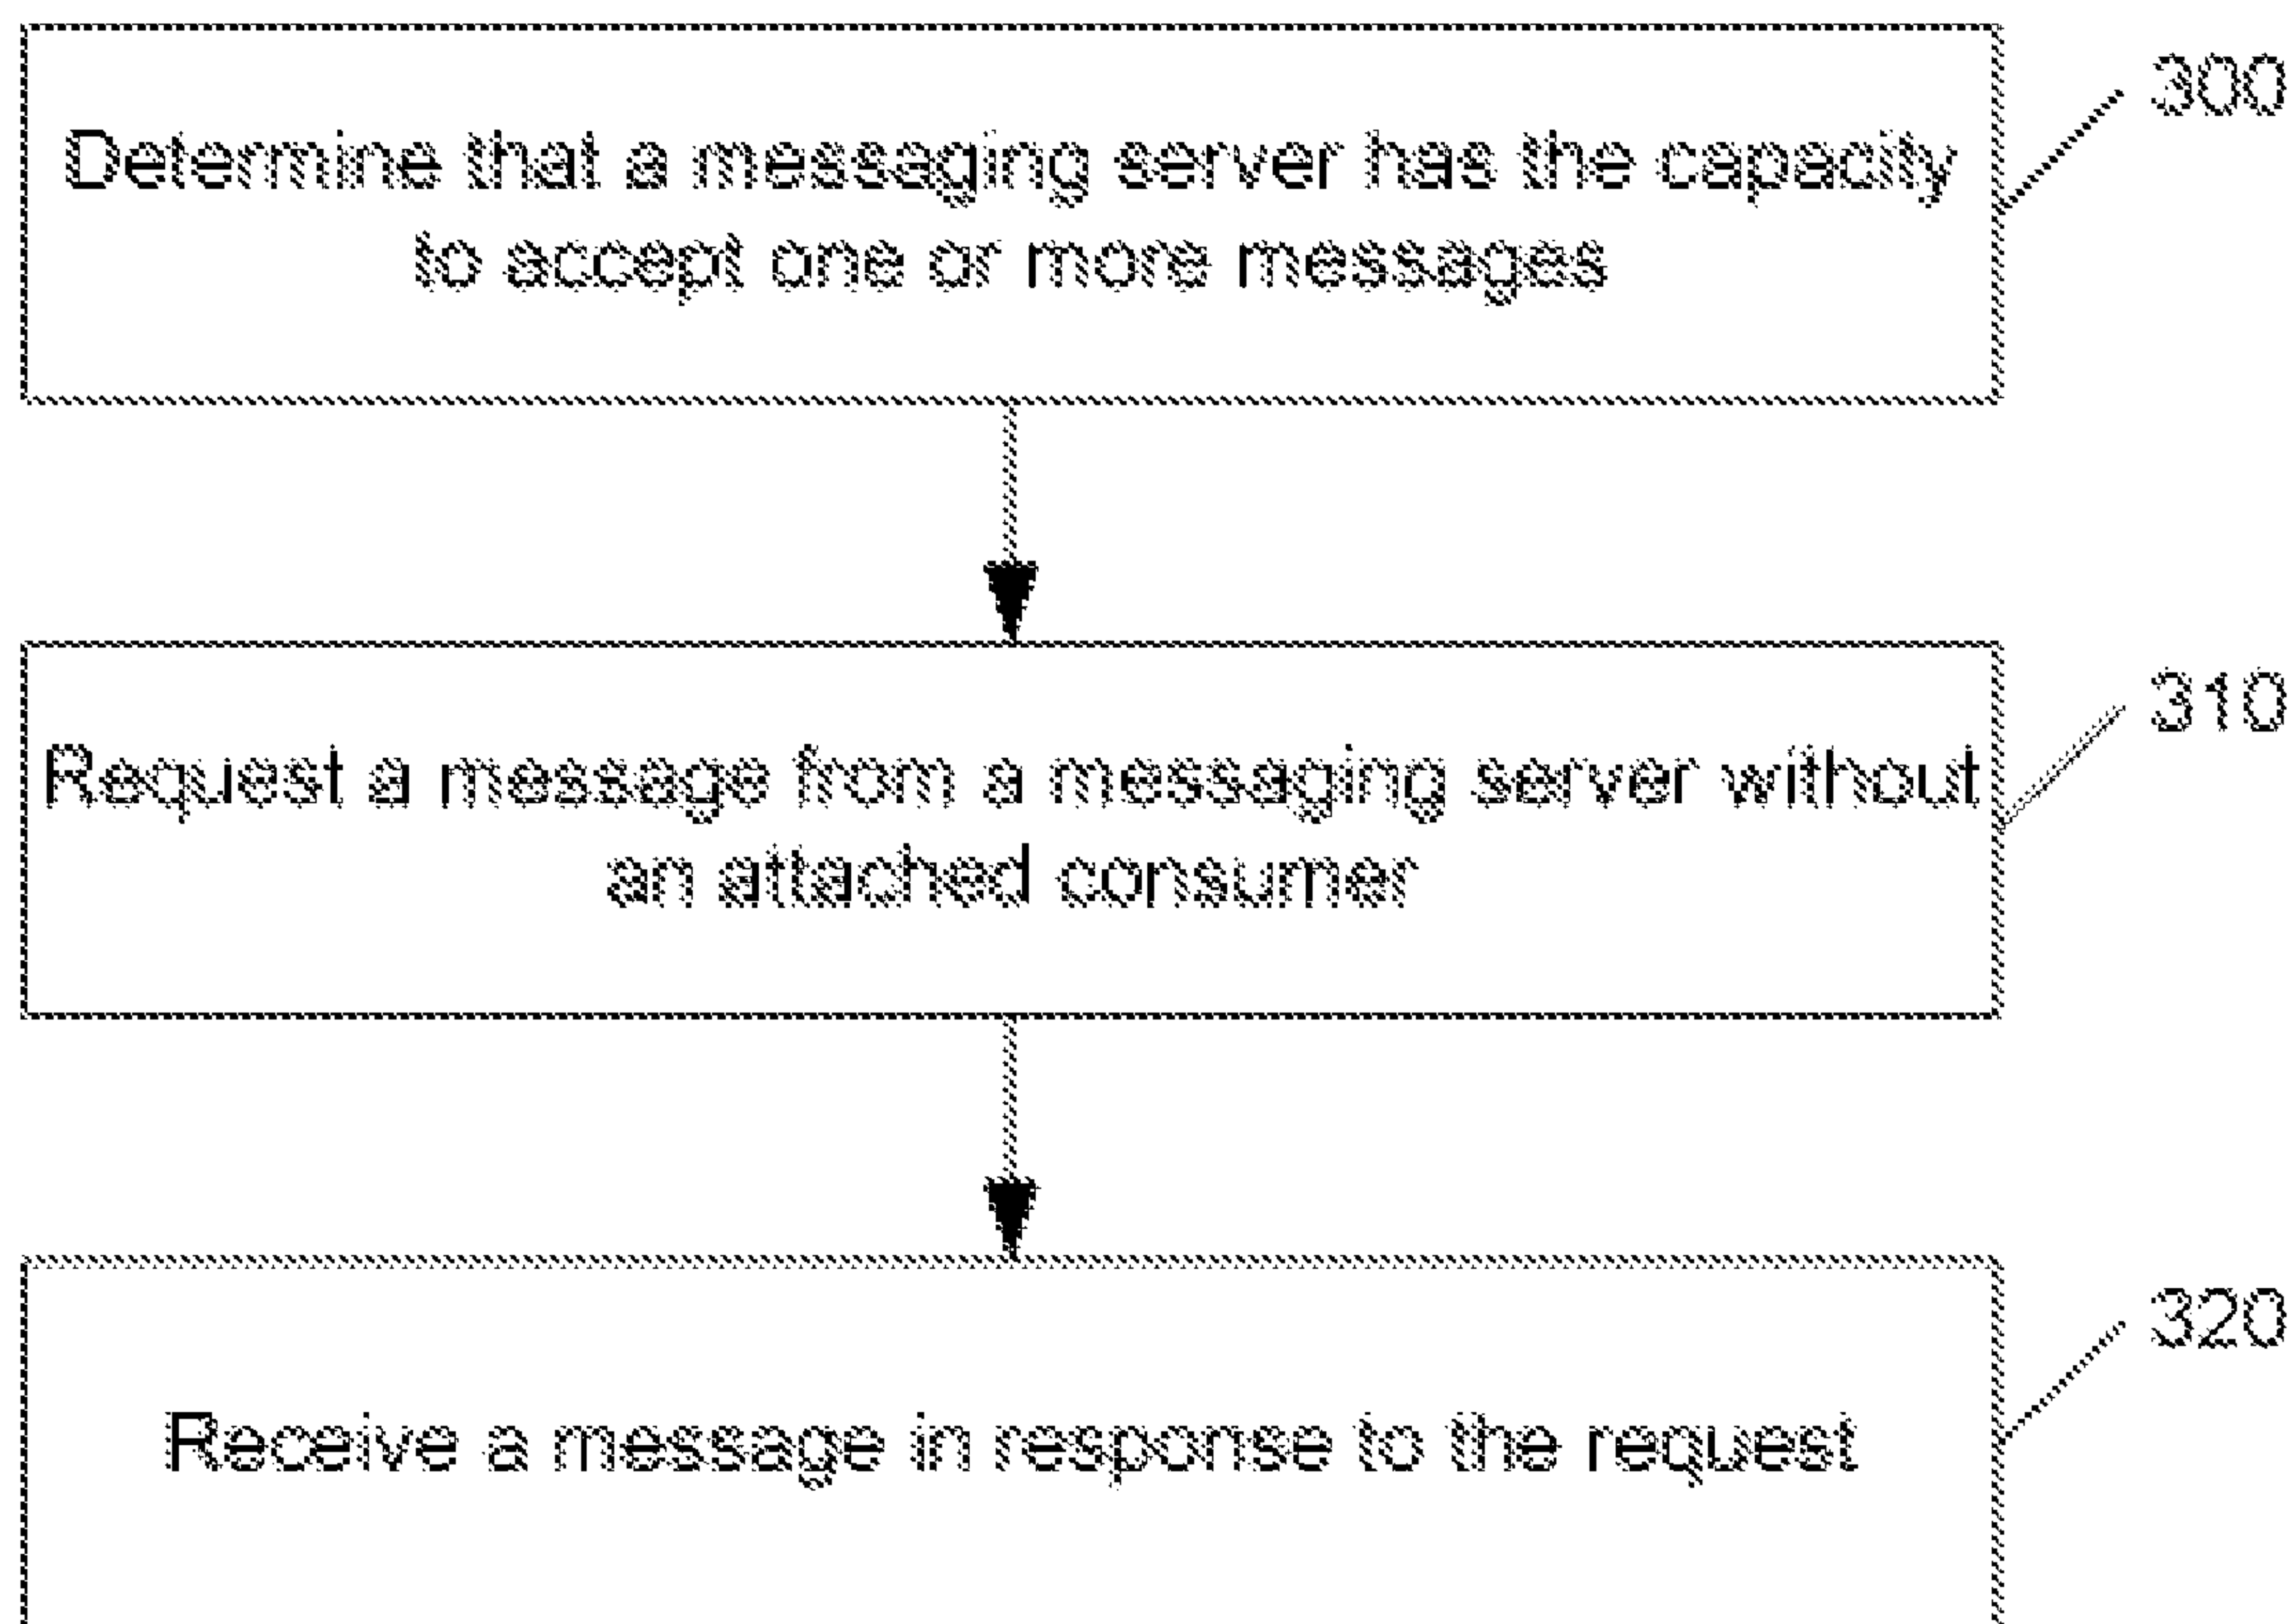 Determine that a messaging server has the capacity
to accept one or more messages
300
Request a message from a messaging server without
an attached consumer
310
Receive a message in response to the request
320